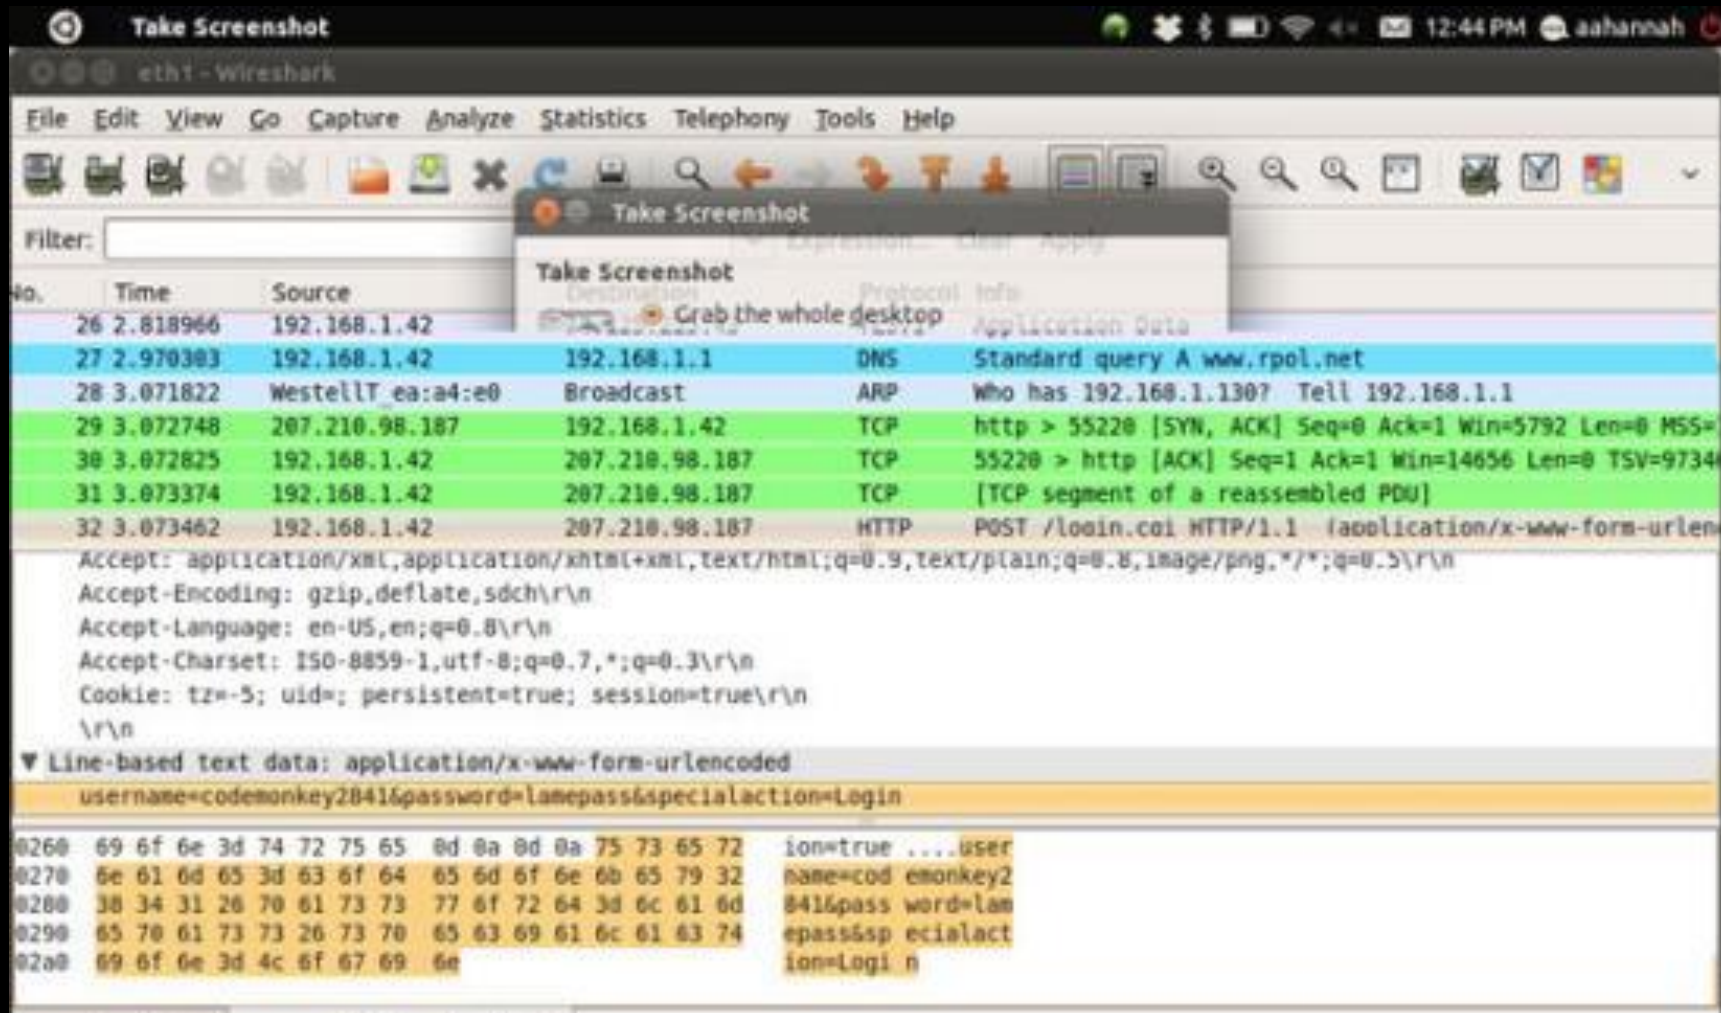 Take Screenshot 12:44 PM aahannah
eth1 - Wireshark
File Edit View Go Capture Analyze Statistics Telephony Tools Help
Take Screenshot
Filter: Expression... Clear Apply
Take Screenshot
No. Time Source Destination Protocol Info
Grab the whole desktop
26 2.818966 192.168.1.42 Application Data
27 2.970303 192.168.1.42 192.168.1.1 DNS Standard query A www.rpol.net
28 3.071822 WestellT_ea:a4:e0 Broadcast ARP Who has 192.168.1.130? Tell 192.168.1.1
29 3.072748 207.210.98.187 192.168.1.42 TCP http > 55220 [SYN, ACK] Seq=0 Ack=1 Win=5792 Len=0 MSS=
30 3.072825 192.168.1.42 207.210.98.187 TCP 55220 > http [ACK] Seq=1 Ack=1 Win=14656 Len=0 TSV=9734
31 3.073374 192.168.1.42 207.210.98.187 TCP [TCP segment of a reassembled PDU]
32 3.073462 192.168.1.42 207.210.98.187 HTTP POST /login.cgi HTTP/1.1 (application/x-www-form-urlen
Accept: application/xml,application/xhtml+xml,text/html;q=0.9,text/plain;q=0.8,image/png,*/*;q=0.5\r\n
Accept-Encoding: gzip,deflate,sdch\r\n
Accept-Language: en-US,en;q=0.8\r\n
Accept-Charset: ISO-8859-1,utf-8;q=0.7,*;q=0.3\r\n
Cookie: tz=-5; uid=; persistent=true; session=true\r\n
\r\n
Line-based text data: application/x-www-form-urlencoded
username=codemonkey2841&password=lamepass&specialaction=Login
0260 69 6f 6e 3d 74 72 75 65 0d 0a 0d 0a 75 73 65 72 ion=true ....user
0270 6e 61 6d 65 3d 63 6f 64 65 6d 6f 6e 6b 65 79 32 name=cod emonkey2
0280 38 34 31 26 70 61 73 73 77 6f 72 64 3d 6c 61 6d 841&pass word=lam
0290 65 70 61 73 73 26 73 70 65 63 69 61 6c 61 63 74 epass&sp ecialact
02a0 69 6f 6e 3d 4c 6f 67 69 6e ion=Logi n